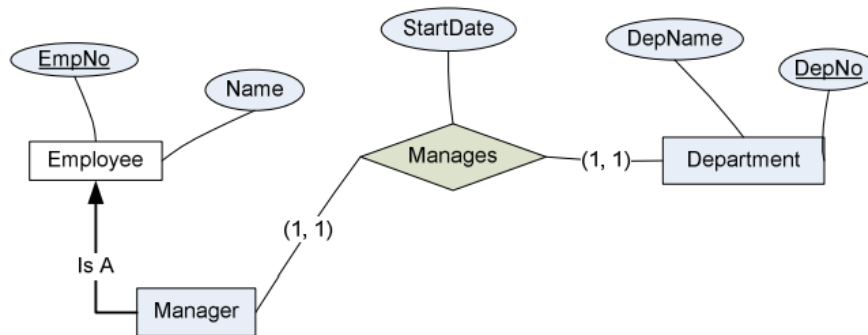 StartDate
DepName
EmpNo
DepNo
Name
Employee
Manages
(1, 1)
Department
(1, 1)
Is A
Manager